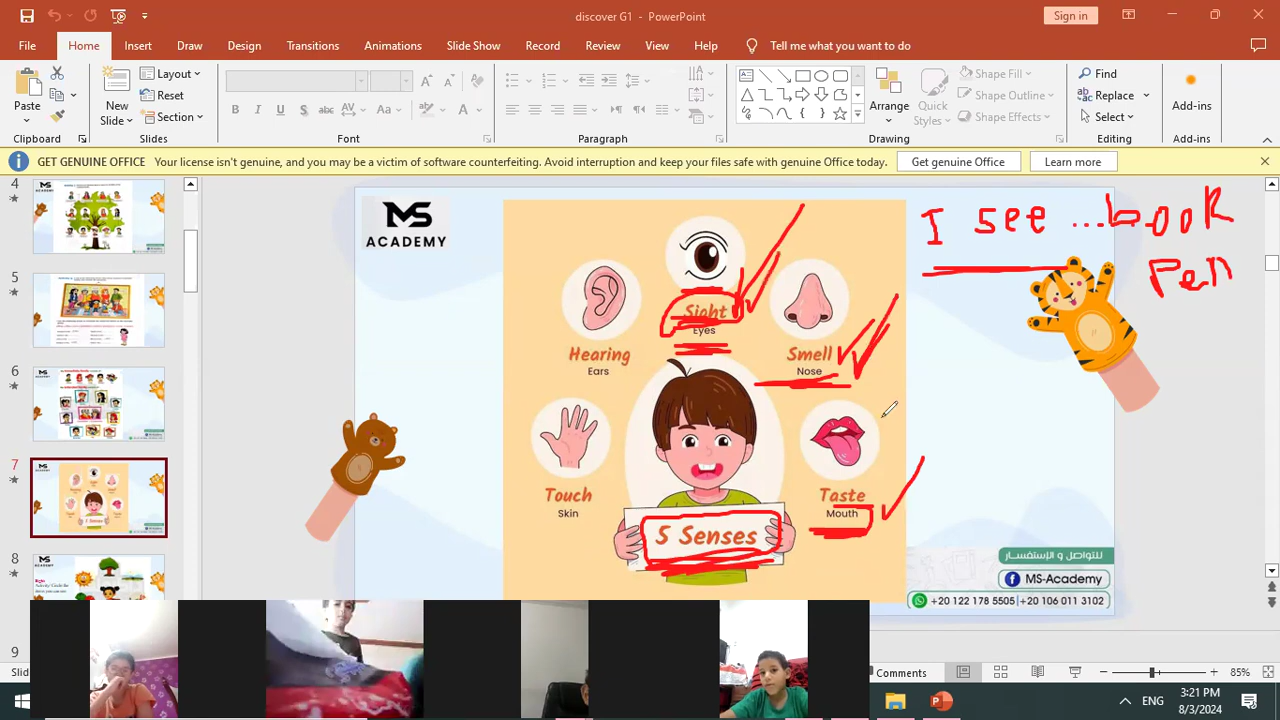 discover G1 - PowerPoint
Sign in
File Home Insert Draw Design Transitions Animations Slide Show Record Review View Help Tell me what you want to do
Paste
Clipboard
New Slide
Layout
Reset
Section
Slides
Font
Paragraph
Arrange
Quick Styles
Shape Fill
Shape Outline
Shape Effects
Drawing
Find
Replace
Select
Editing
Add-ins
Add-ins
GET GENUINE OFFICE Your license isn't genuine, and you may be a victim of software counterfeiting. Avoid interruption and keep your files safe with genuine Office today. Get genuine Office Learn more
4
5
6
7
8
9
MS
ACADEMY
I see ...book
Pen
Sight
Eyes
Hearing
Ears
Smell
Nose
Touch
Skin
Taste
Mouth
5 Senses
للتواصل و الإستفسار
MS-Academy
+20 122 178 5505 | +20 106 011 3102
Comments
85%
ENG
3:21 PM
8/3/2024